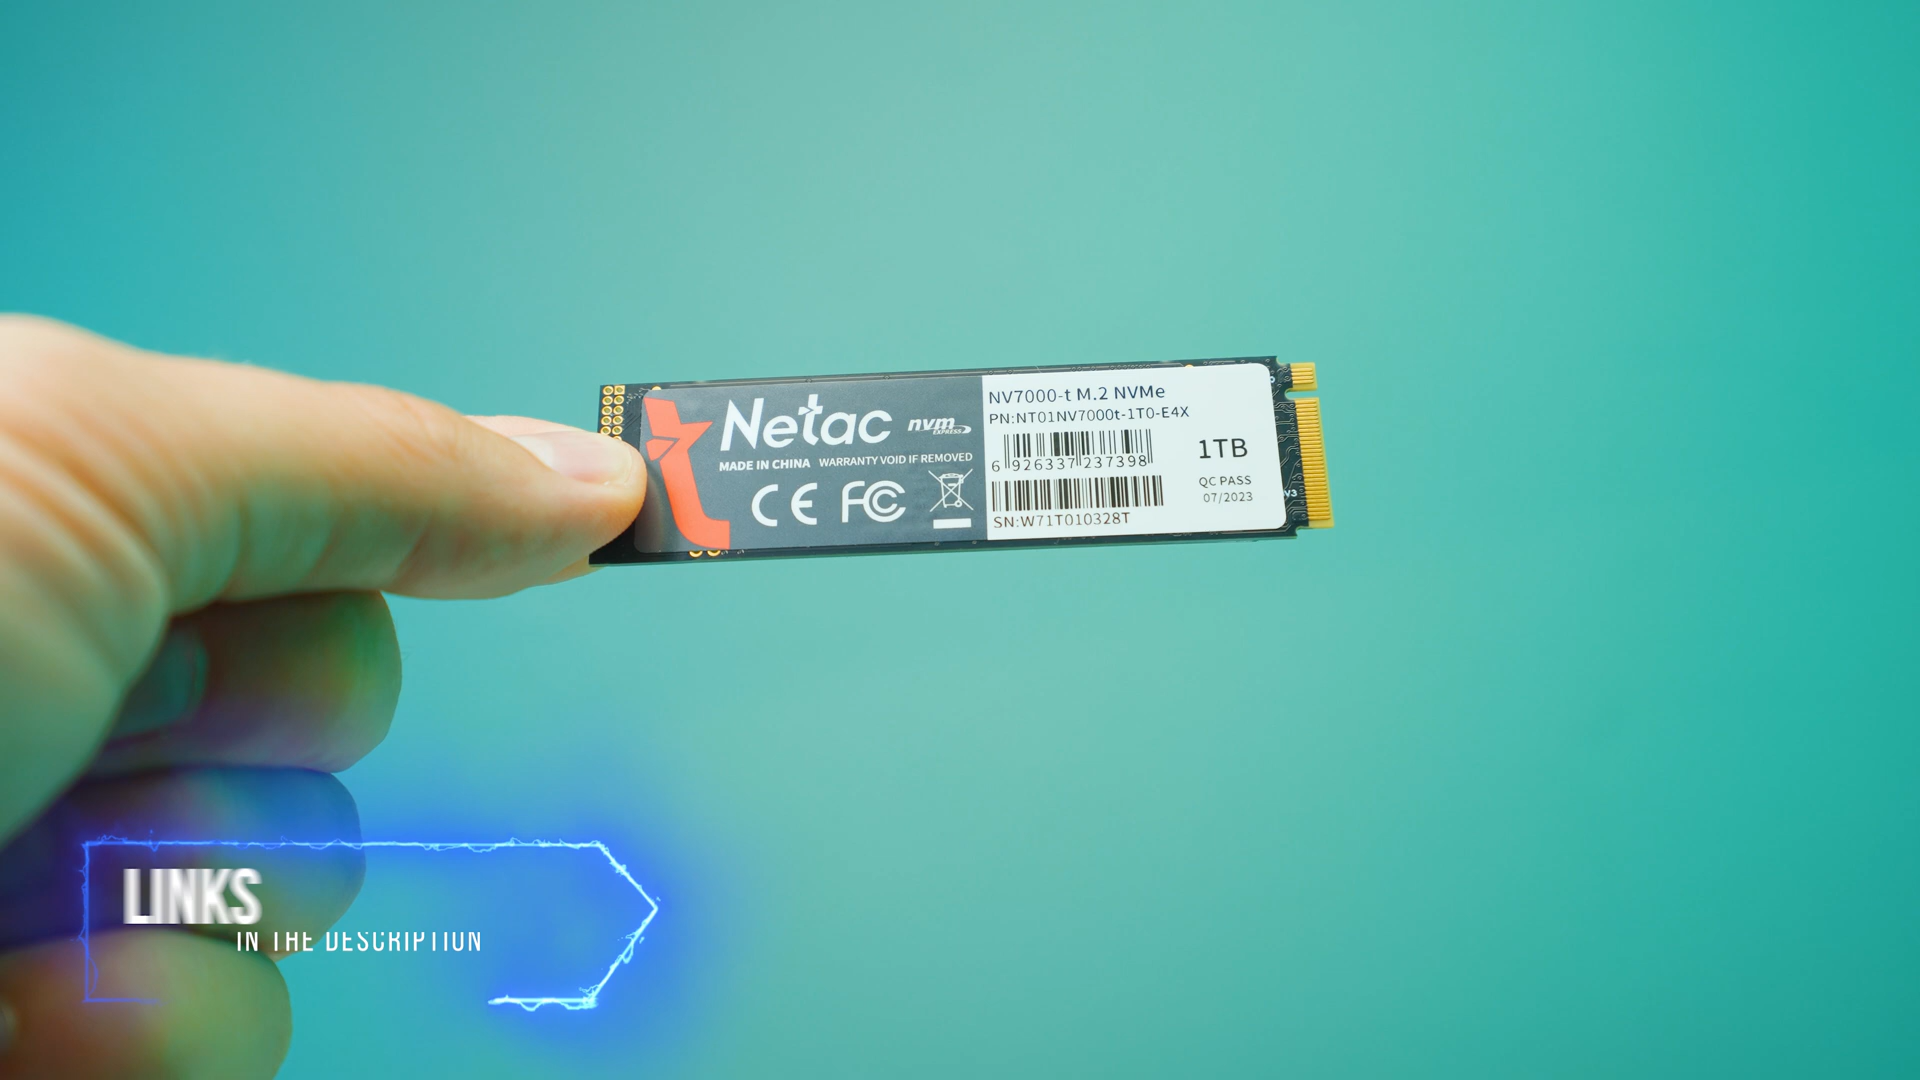 Netac
nvm
EXPRESS
MADE IN CHINA WARRANTY VOID IF REMOVED
CE FC
NV7000-t M.2 NVMe
PN:NT01NV7000t-1T0-E4X
6 926337 237398
1TB
QC PASS
07/2023
SN:W71T010328T
V3
LINKS
IN THE DESCRIPTION